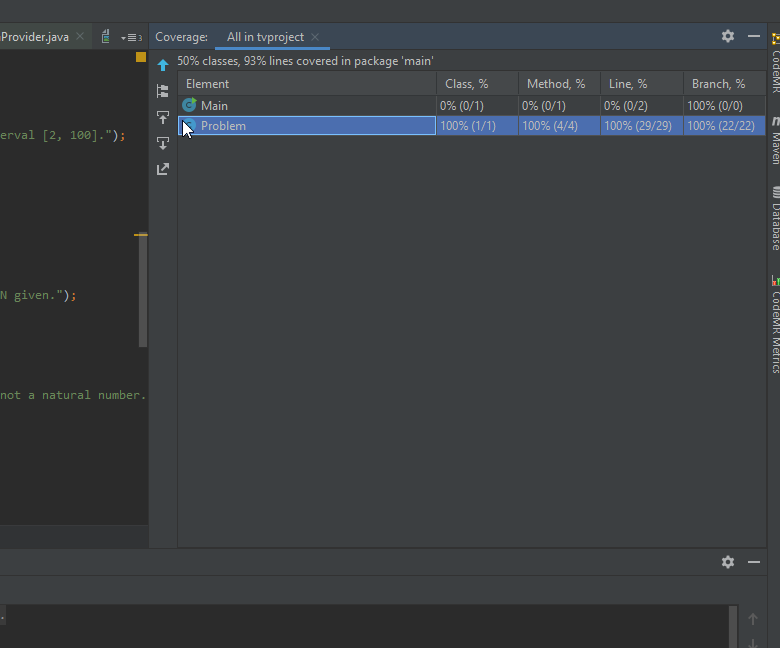 Provider.java
3
Coverage:
All in tvproject
50% classes, 93% lines covered in package 'main'
Element Class, % Method, % Line, % Branch, %
Main 0% (0/1) 0% (0/1) 0% (0/2) 100% (0/0)
Problem 100% (1/1) 100% (4/4) 100% (29/29) 100% (22/22)
erval [2, 100].");
N given.");
not a natural number.
.
CodeMR
Maven
Database
CodeMR Metrics